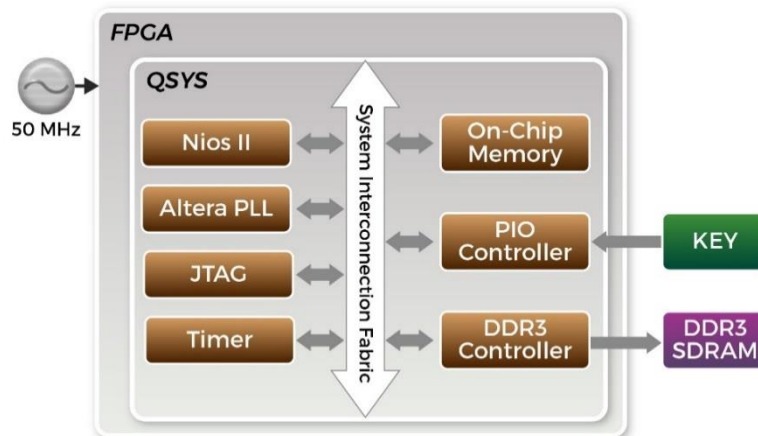 FPGA
QSYS
50 MHz
Nios II
Altera PLL
JTAG
Timer
System Interconnection Fabric
On-Chip
Memory
PIO
Controller
DDR3
Controller
KEY
DDR3
SDRAM